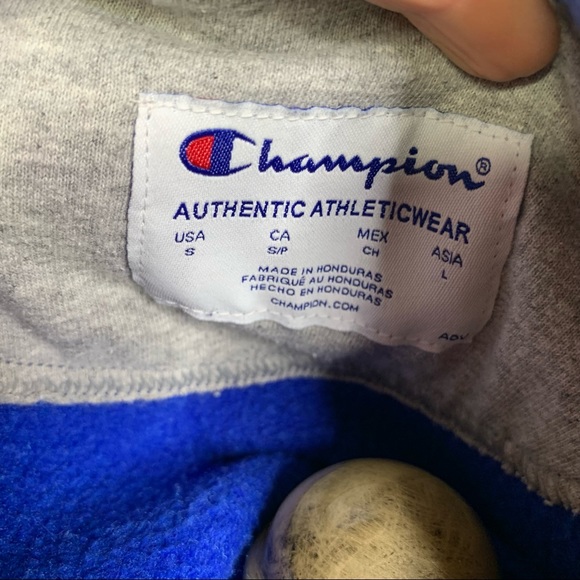 Champion®
AUTHENTIC ATHLETICWEAR
USA CA MEX ASIA
S S/P CH L
MADE IN HONDURAS
FABRIQUÉ AU HONDURAS
HECHO EN HONDURAS
CHAMPION.COM